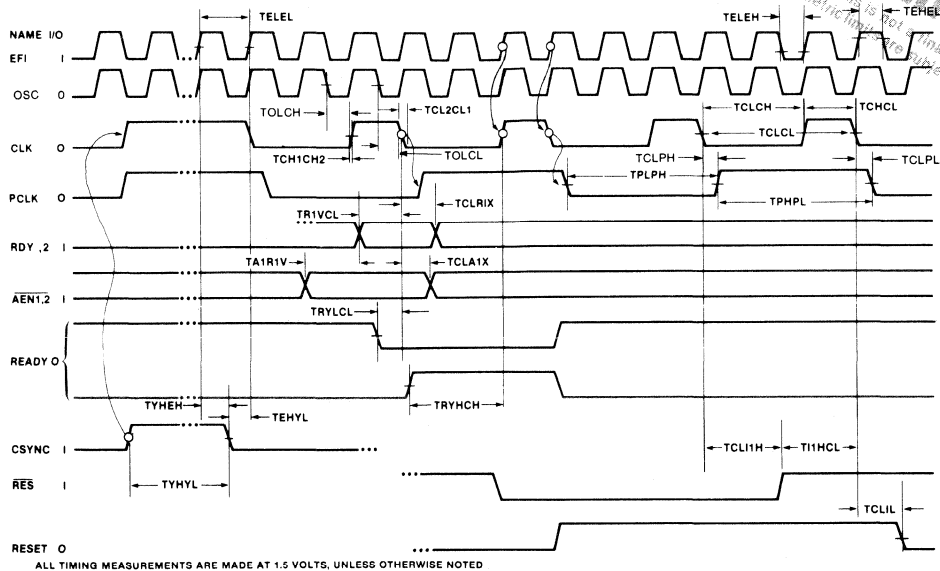 TELEL
TELEH
TEHEL
NAME I/O
EFI I
OSC O
TOLCH
TCL2CL1
TCLCH
TCHCL
CLK O
TCLCL
TCH1CH2
TOLCL
TCLPH
TCLPL
TPLPH
PCLK O
TPHPL
TR1VCL
TCLRIX
RDY ,2 I
TA1R1V
TCLA1X
AEN1,2 I
TRYLCL
READY O
TRYHCH
TYHEH
TEHYL
CSYNC I
TCLI1H
TI1HCL
TYHYL
RES I
TCLIL
RESET O
ALL TIMING MEASUREMENTS ARE MADE AT 1.5 VOLTS, UNLESS OTHERWISE NOTED